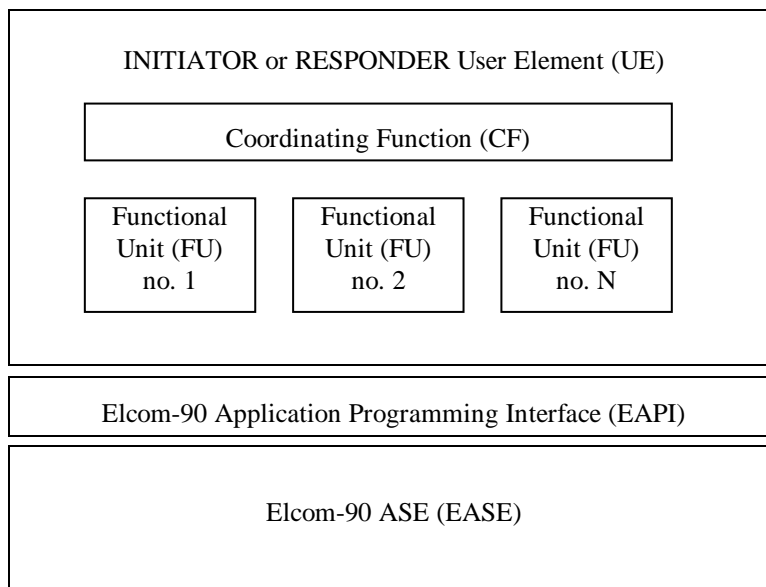 INITIATOR or RESPONDER User Element (UE)
Coordinating Function (CF)
Functional
Unit (FU)
no. 1
Functional
Unit (FU)
no. 2
Functional
Unit (FU)
no. N
Elcom-90 Application Programming Interface (EAPI)
Elcom-90 ASE (EASE)